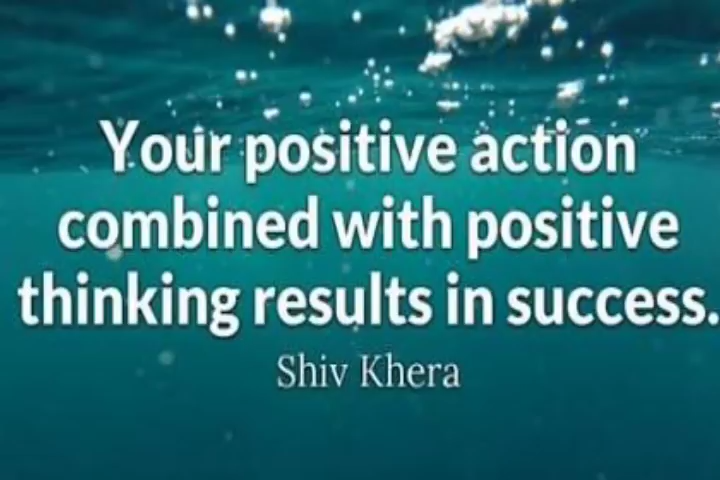 Your positive action
combined with positive
thinking results in success.
Shiv Khera